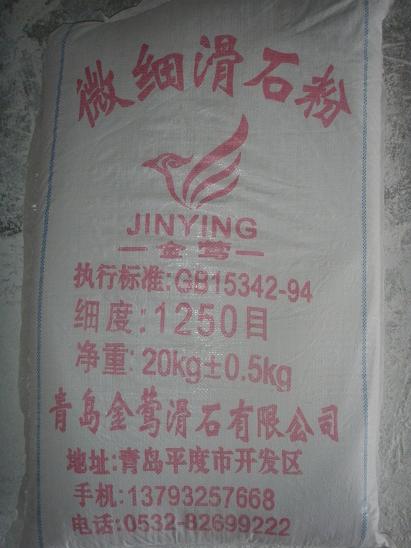 微细滑石粉
JINYING
金莺
执行标准:GB15342-94
细度:1250目
净重:20kg±0.5kg
青岛金莺滑石有限公司
地址:青岛平度市开发区
手机:13793257668
电话:0532-82699222